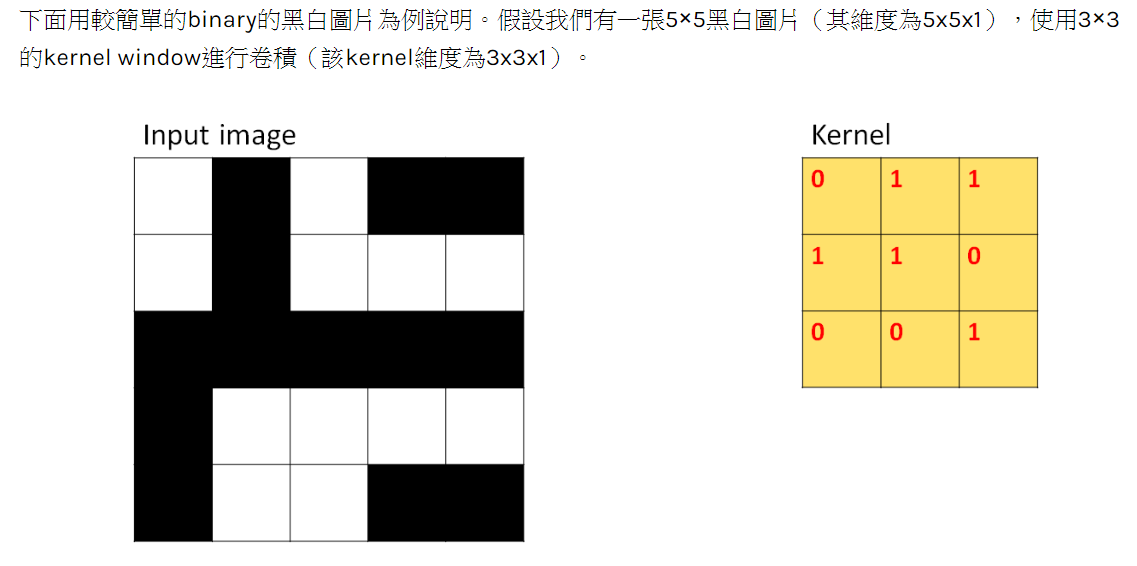 下面用較簡單的binary的黑白圖片為例說明。假設我們有一張5×5黑白圖片（其維度為5x5x1），使用3×3
的kernel window進行卷積（該kernel維度為3x3x1）。
Input image
Kernel
0 1 1
1 1 0
0 0 1